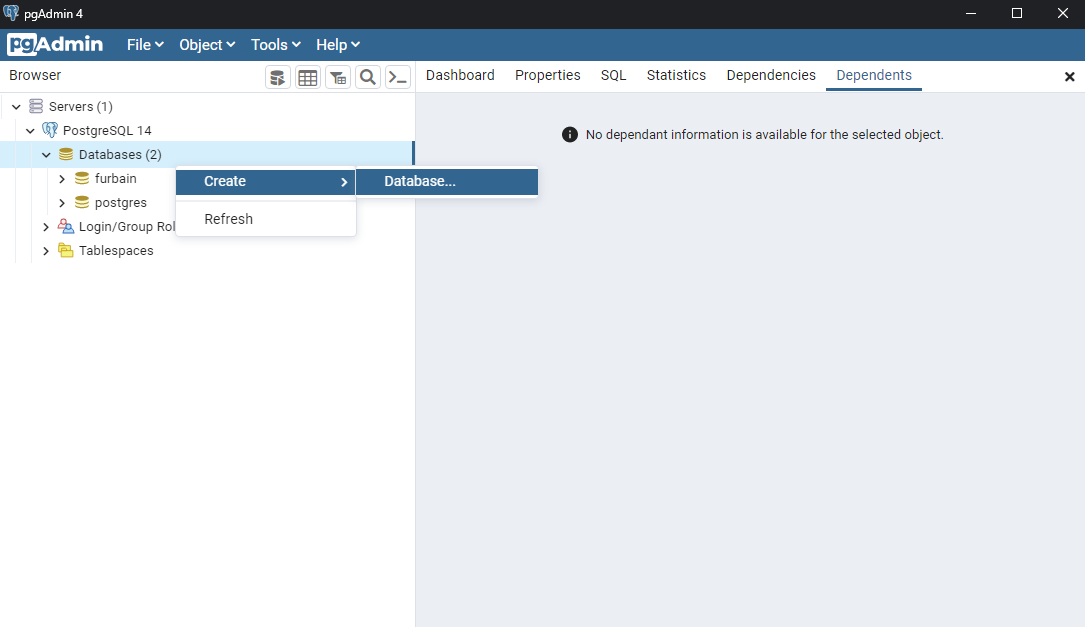 pgAdmin 4
pgAdmin File Object Tools Help
Browser
Dashboard Properties SQL Statistics Dependencies Dependents
Servers (1)
PostgreSQL 14
Databases (2)
furbain
postgres
Login/Group Rol
Tablespaces
Create
Database...
Refresh
No dependant information is available for the selected object.